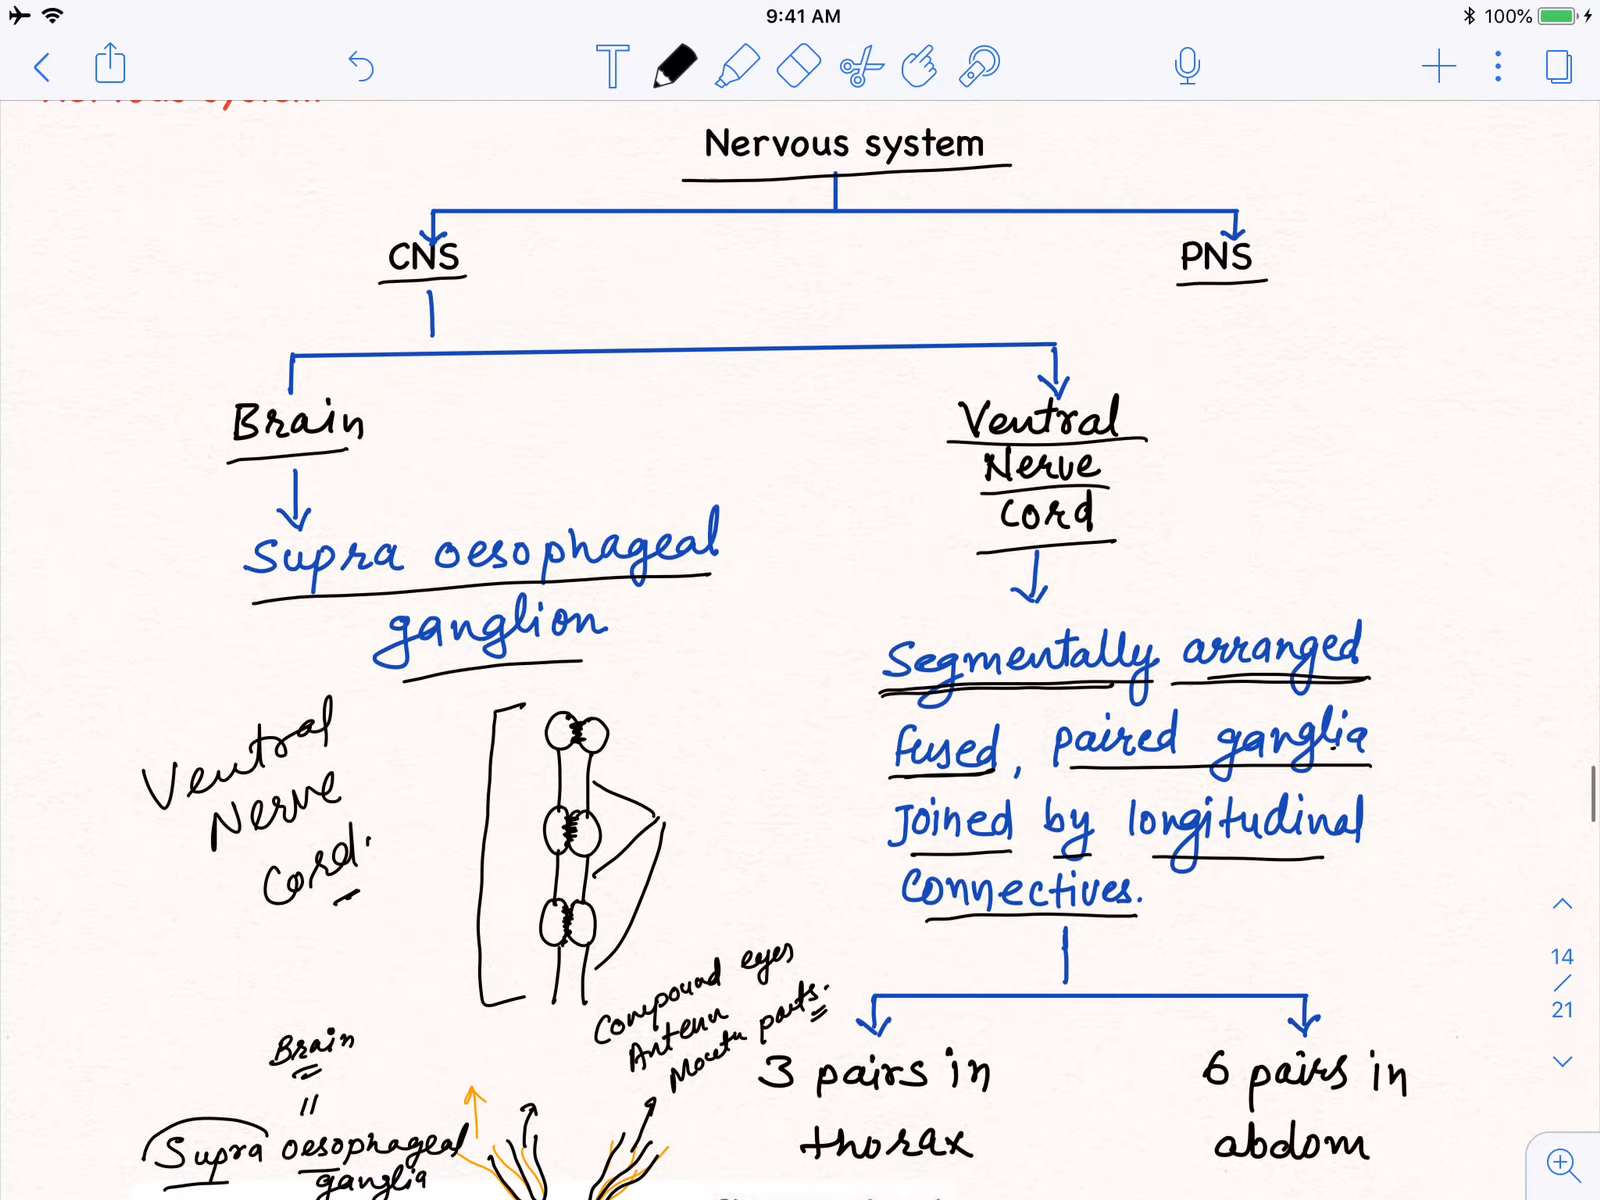 9:41 AM
100%
Nervous system
Nervous system
CNS
PNS
Brain
Ventral
Nerve
Cord
Supra oesophageal
ganglion
Segmentally arranged
fused, paired ganglia
Joined by longitudinal
Connectives.
Ventral
Nerve
Cord.
Compound eyes
Antenn
Mouth parts.
3 pairs in
thorax
6 pairs in
abdom
Brain
Supra oesophageal
ganglia
14
/
21